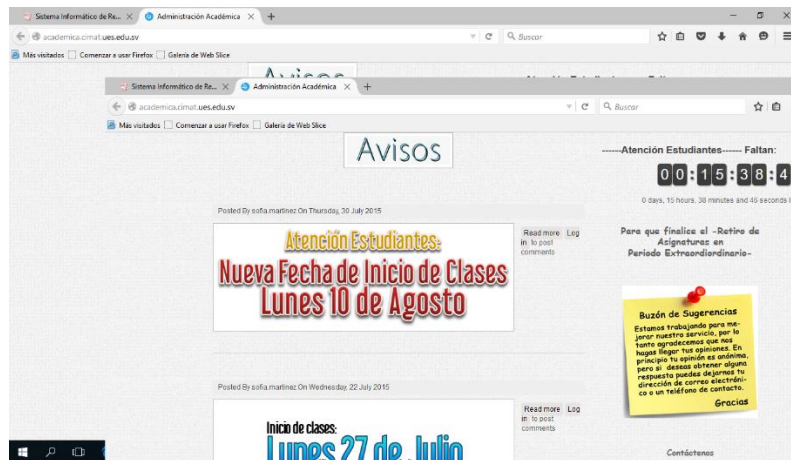 Sistema Informático de Re...
Administración Académica
academica.cimat.ues.edu.sv
Buscar
Más visitados
Comenzar a usar Firefox
Galería de Web Slice
Avisos
Sistema Informático de Re...
Administración Académica
academica.cimat.ues.edu.sv
Buscar
Más visitados
Comenzar a usar Firefox
Galería de Web Slice
Avisos
Posted By sofia.martinez On Thursday, 30 July 2015
Atención Estudiantes:
Nueva Fecha de Inicio de Clases
Lunes 10 de Agosto
Read more Log
in to post
comments
Posted By sofia.martinez On Wednesday, 22 July 2015
Inicio de clases:
Lunes 27 de Julio
Read more Log
in to post
comments
------Atención Estudiantes------ Faltan:
00:15:38:4
0 days, 15 hours, 38 minutes and 46 seconds
Para que finalice el -Retiro de
Asignaturas en
Periodo Extraordiordinario-
Buzón de Sugerencias
Estamos trabajando para me-
jorar nuestro servicio, por lo
tanto agradecemos que nos
hagas llegar tus opiniones. En
principio tu opinión es anónima,
pero si deseas obtener alguna
respuesta puedes dejarnos tu
dirección de correo electróni-
co o un teléfono de contacto.
Gracias
Contáctenos